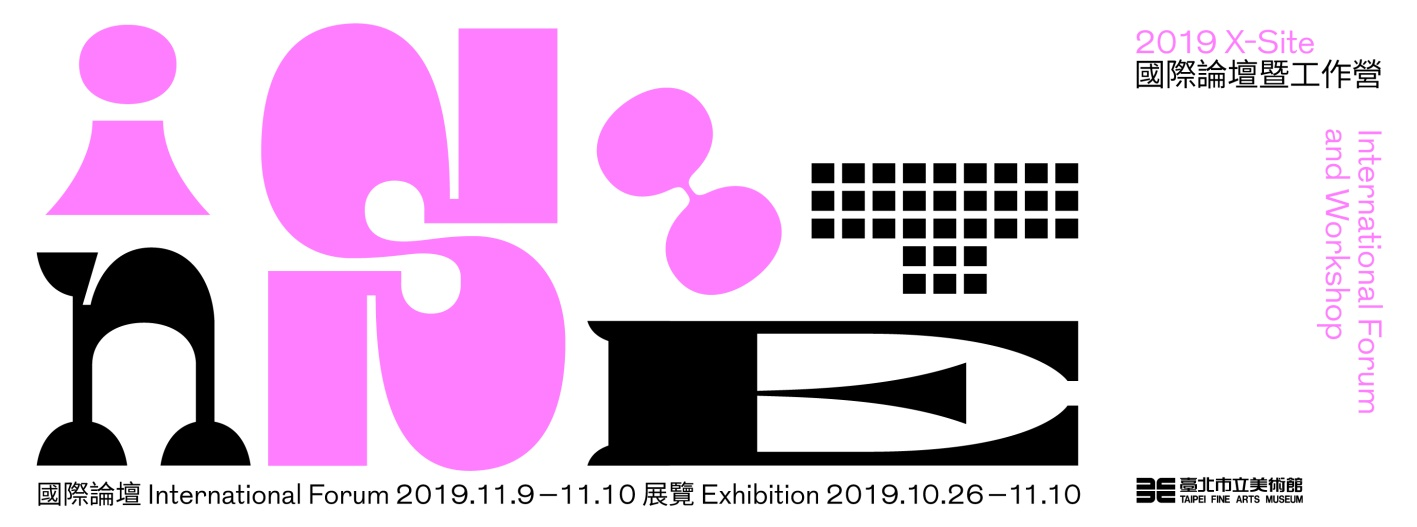 inSiTE
2019 X-Site
國際論壇暨工作營
International Forum
and Workshop
國際論壇 International Forum 2019.11.9–11.10 展覽 Exhibition 2019.10.26–11.10
臺北市立美術館
TAIPEI FINE ARTS MUSEUM